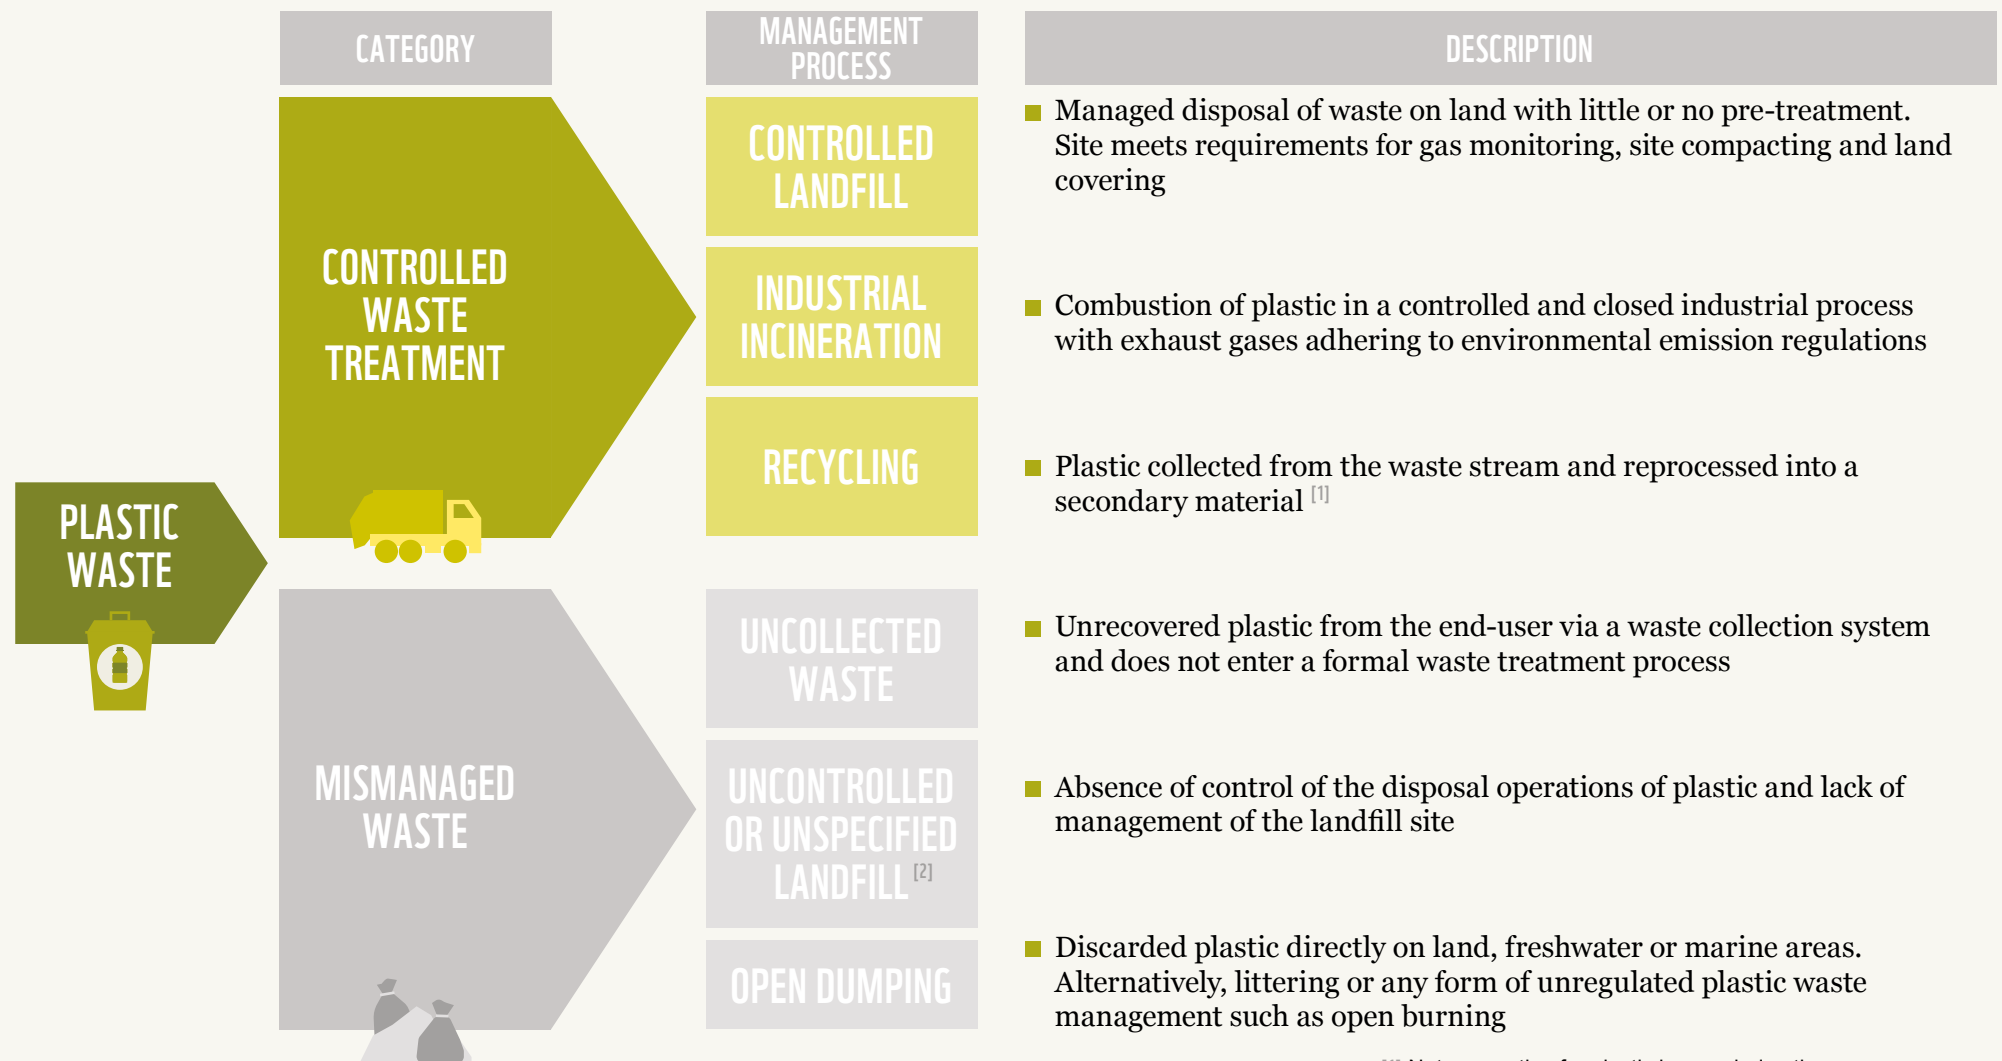 CATEGORY
MANAGEMENT
PROCESS
DESCRIPTION
PLASTIC
WASTE
CONTROLLED
WASTE
TREATMENT
CONTROLLED
LANDFILL
■ Managed disposal of waste on land with little or no pre-treatment.
Site meets requirements for gas monitoring, site compacting and land
covering
INDUSTRIAL
INCINERATION
■ Combustion of plastic in a controlled and closed industrial process
with exhaust gases adhering to environmental emission regulations
RECYCLING
■ Plastic collected from the waste stream and reprocessed into a
secondary material [1]
MISMANAGED
WASTE
UNCOLLECTED
WASTE
■ Unrecovered plastic from the end-user via a waste collection system
and does not enter a formal waste treatment process
UNCONTROLLED
OR UNSPECIFIED
LANDFILL [2]
■ Absence of control of the disposal operations of plastic and lack of
management of the landfill site
OPEN DUMPING
■ Discarded plastic directly on land, freshwater or marine areas.
Alternatively, littering or any form of unregulated plastic waste
management such as open burning